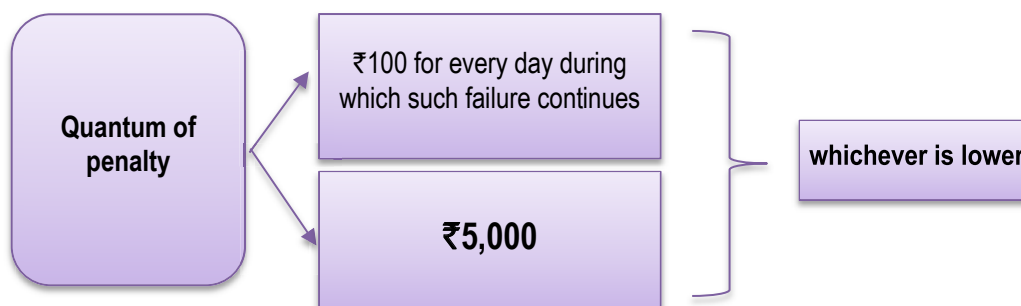 Quantum of
penalty
₹100 for every day during
which such failure continues
₹5,000
whichever is lower